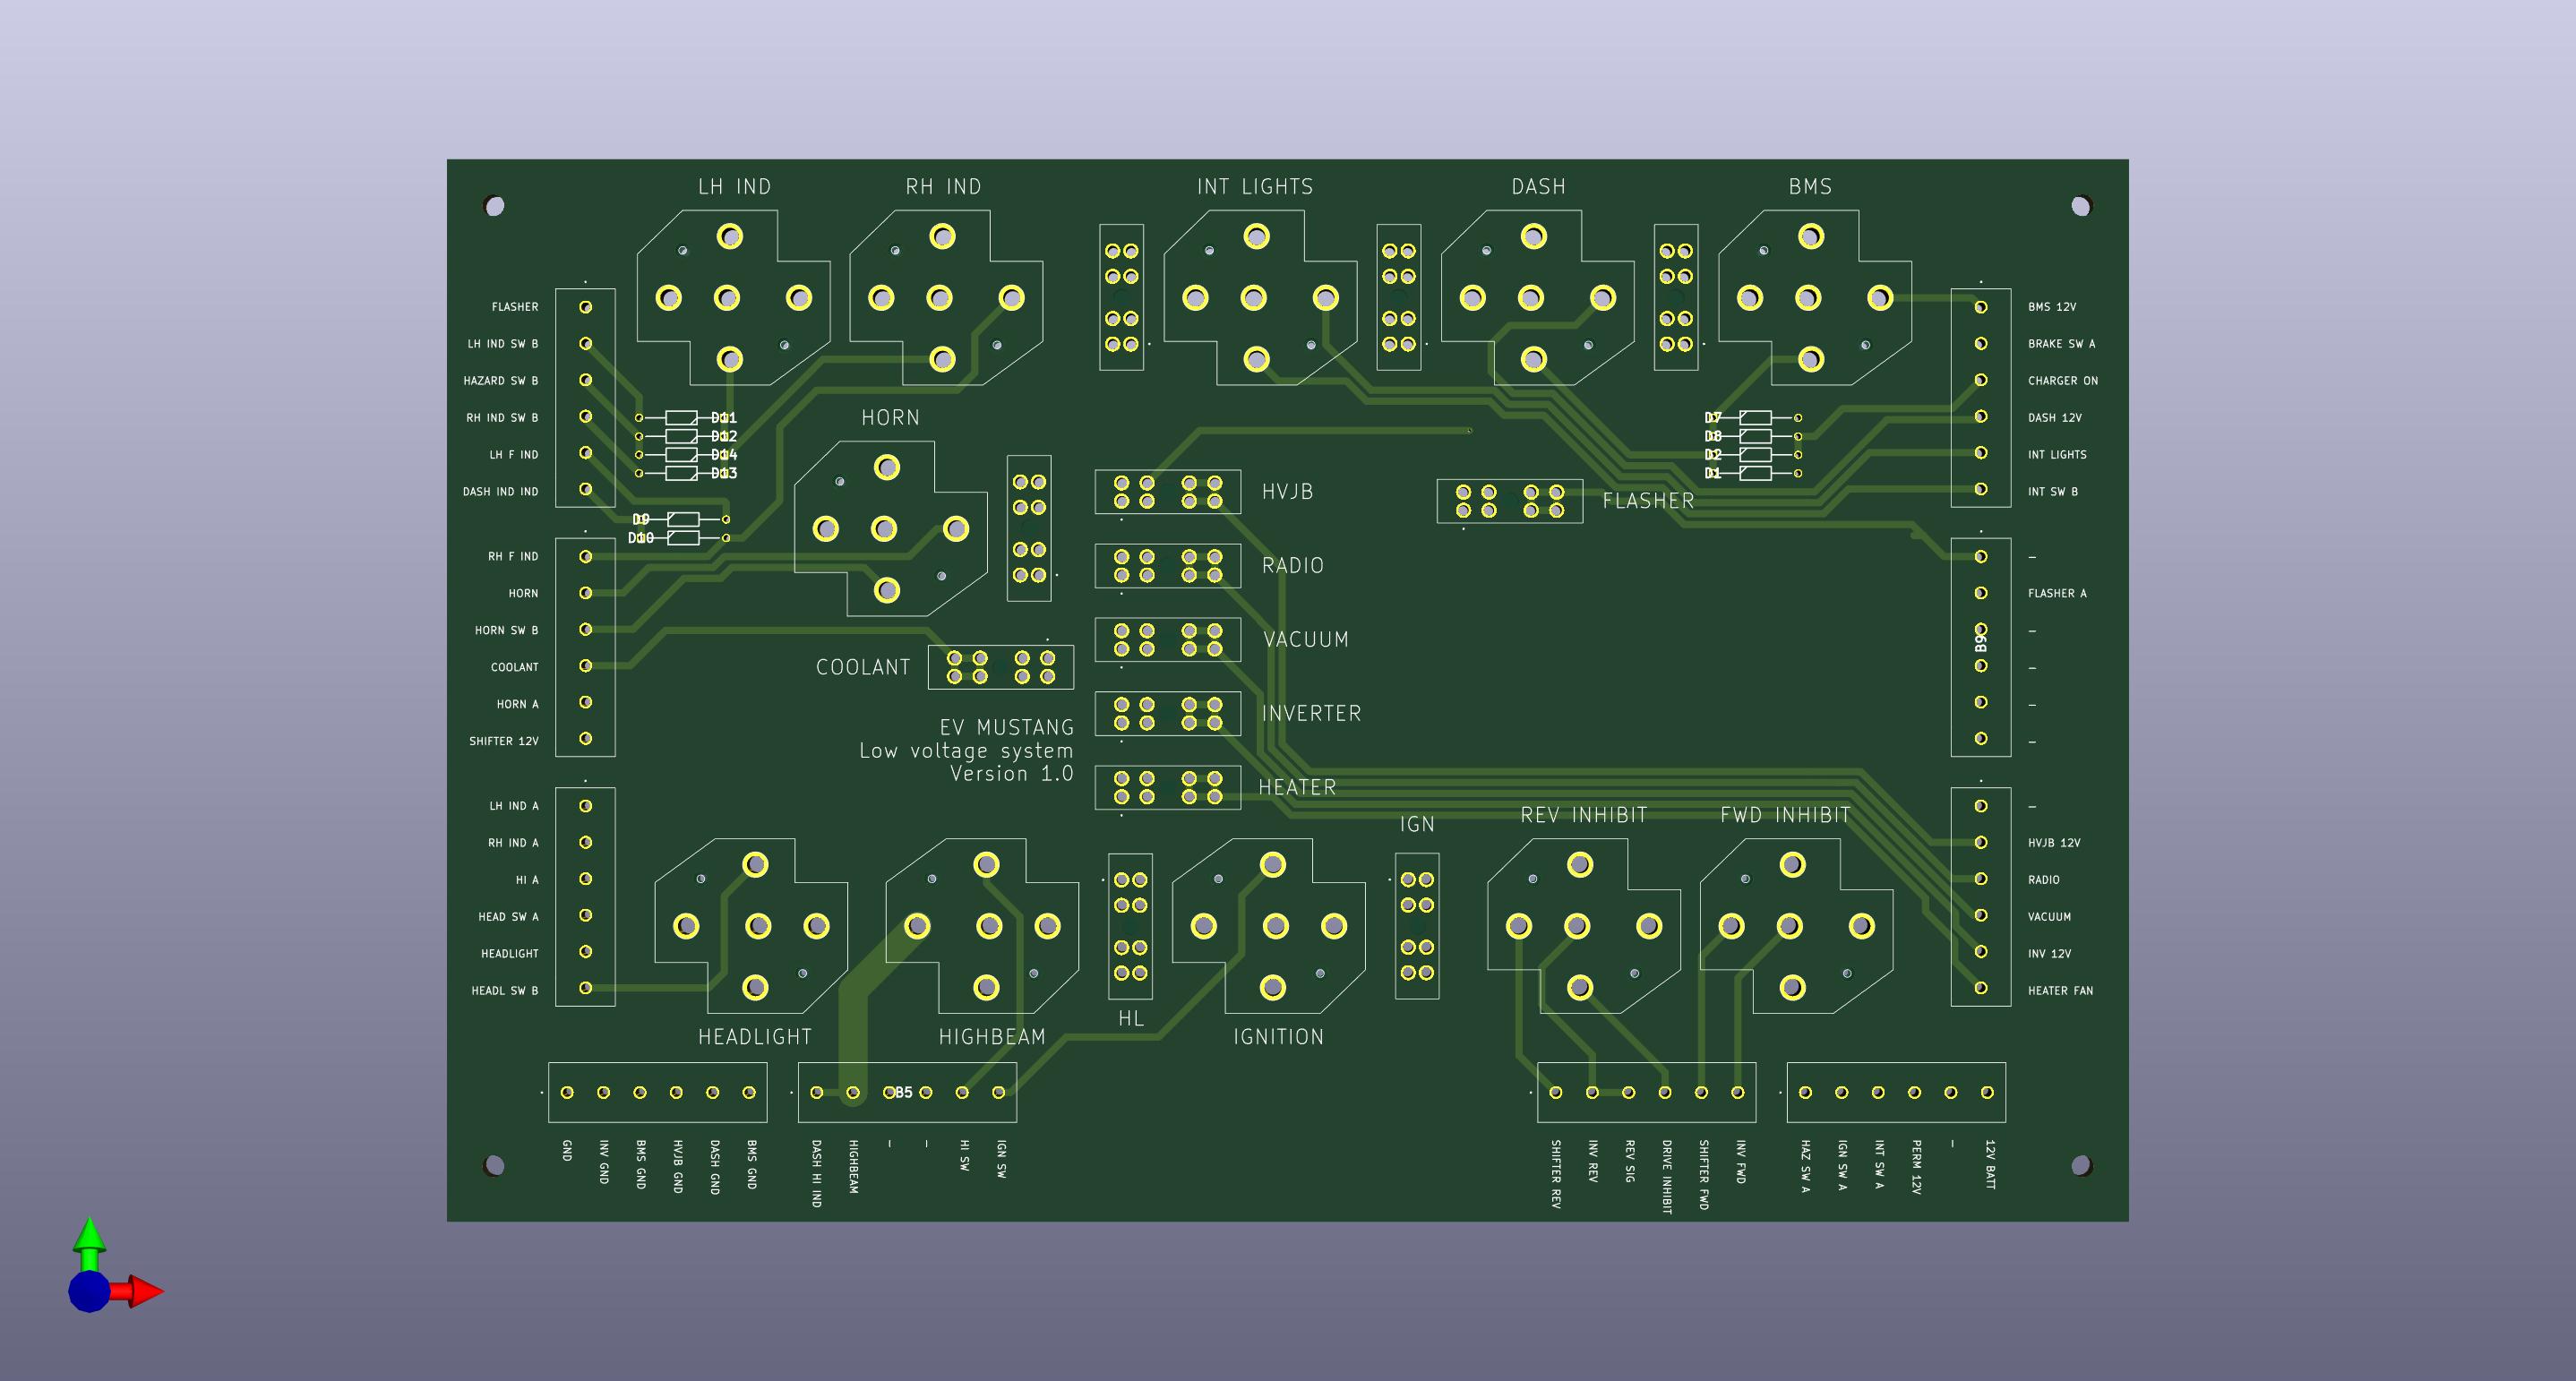 LH IND
RH IND
INT LIGHTS
DASH
BMS
FLASHER
LH IND SW B
HAZARD SW B
RH IND SW B
LH F IND
DASH IND IND
D11
D12
D14
D13
D9
D10
HORN
D7
D8
D2
D1
BMS 12V
BRAKE SW A
CHARGER ON
DASH 12V
INT LIGHTS
INT SW B
HVJB
FLASHER
RADIO
VACUUM
INVERTER
HEATER
COOLANT
EV MUSTANG
Low voltage system
Version 1.0
RH F IND
HORN
HORN SW B
COOLANT
HORN A
SHIFTER 12V
–
FLASHER A
–
B9
–
–
–
LH IND A
RH IND A
HI A
HEAD SW A
HEADLIGHT
HEADL SW B
IGN
REV INHIBIT
FWD INHIBIT
–
HVJB 12V
RADIO
VACUUM
INV 12V
HEATER FAN
HL
HEADLIGHT
HIGHBEAM
IGNITION
B5
GND
INV GND
BMS GND
HVJB GND
DASH GND
BMS GND
DASH HI IND
HIGHBEAM
–
–
HI SW
IGN SW
SHIFTER REV
INV REV
REV SIG
DRIVE INHIBIT
SHIFTER FWD
INV FWD
HAZ SW A
IGN SW A
INT SW A
PERM 12V
–
12V BATT